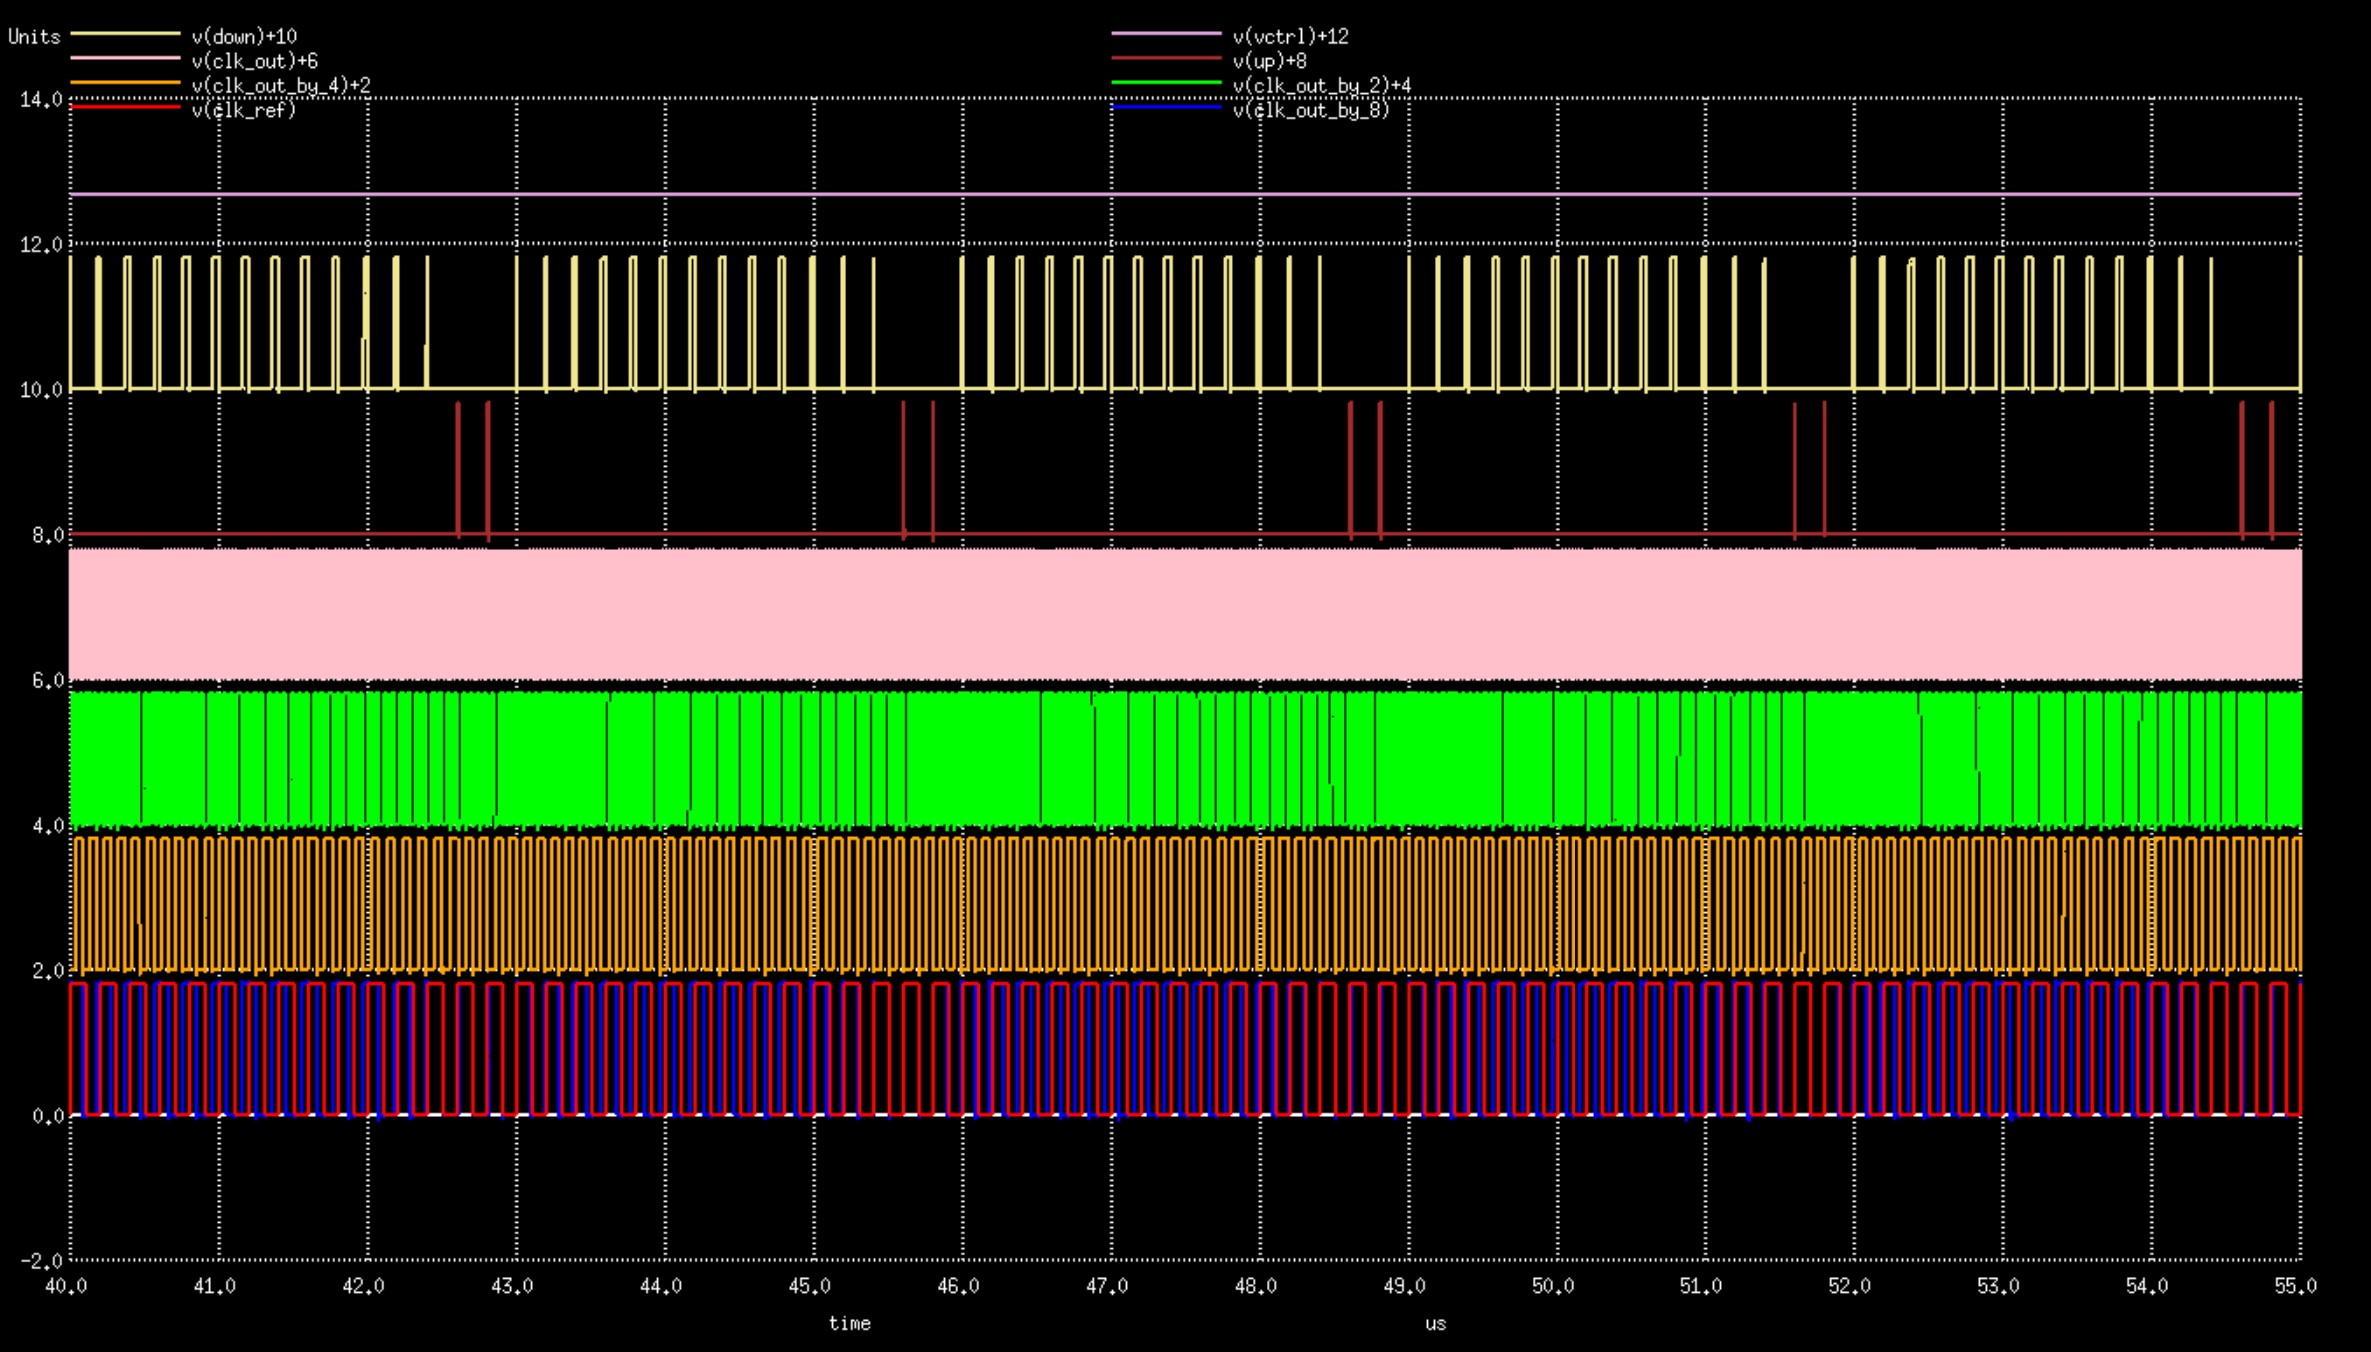 Units v(down)+10 v(vctrl)+12
v(clk_out)+6 v(up)+8
v(clk_out_by_4)+2 v(clk_out_by_2)+4
v(clk_ref) v(clk_out_by_8)
14.0
12.0
10.0
8.0
6.0
4.0
2.0
0.0
-2.0
40.0 41.0 42.0 43.0 44.0 45.0 46.0 47.0 48.0 49.0 50.0 51.0 52.0 53.0 54.0 55.0
time us